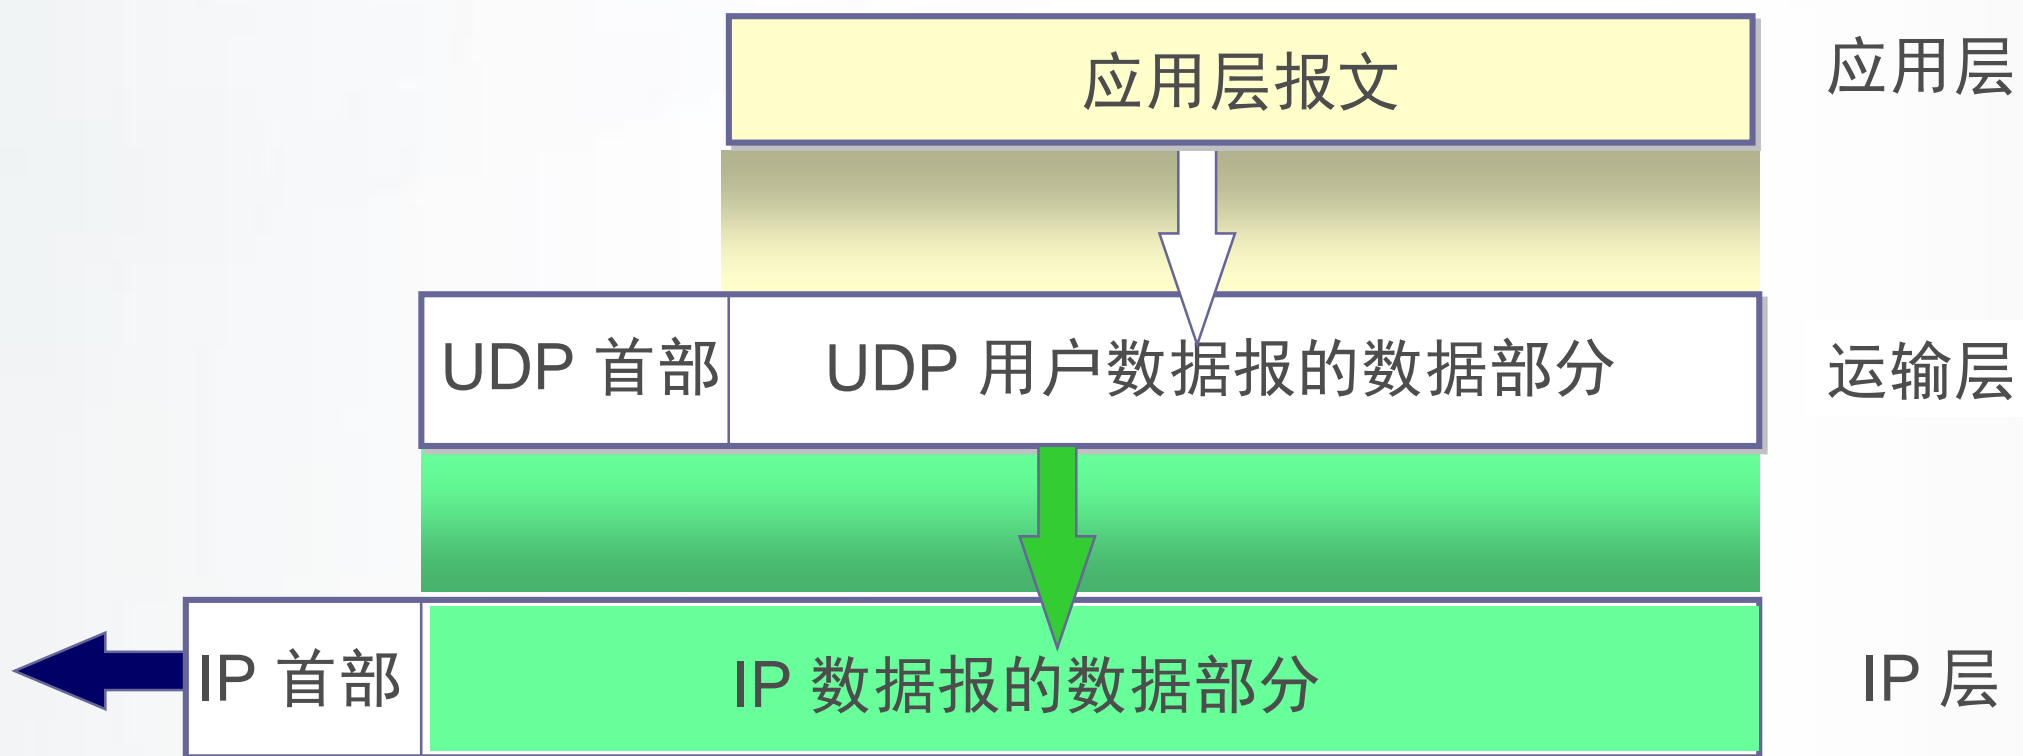 应用层报文
应用层
UDP 首部
UDP 用户数据报的数据部分
运输层
IP 首部
IP 数据报的数据部分
IP 层